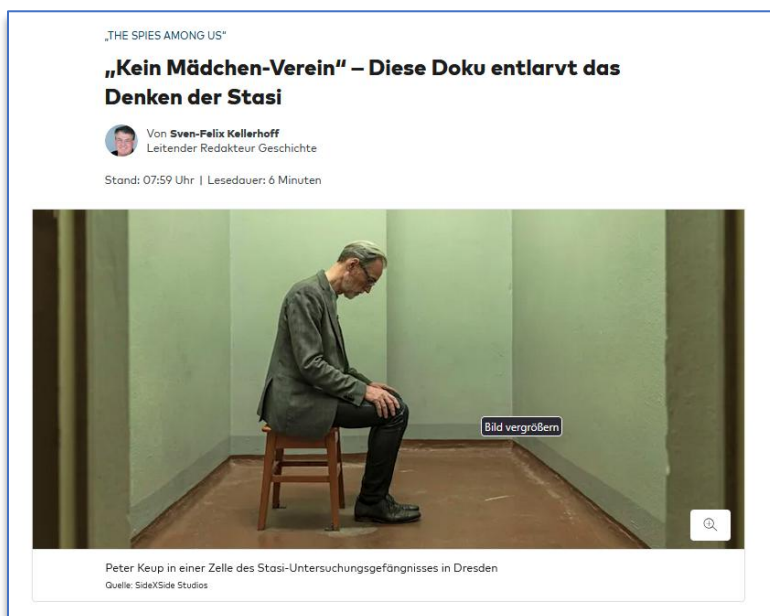 „THE SPIES AMONG US“
„Kein Mädchen-Verein“ – Diese Doku entlarvt das
Denken der Stasi
Von Sven-Felix Kellerhoff
Leitender Redakteur Geschichte
Stand: 07:59 Uhr | Lesedauer: 6 Minuten
Bild vergrößern
Peter Keup in einer Zelle des Stasi-Untersuchungsgefängnisses in Dresden
Quelle: SideXSide Studios